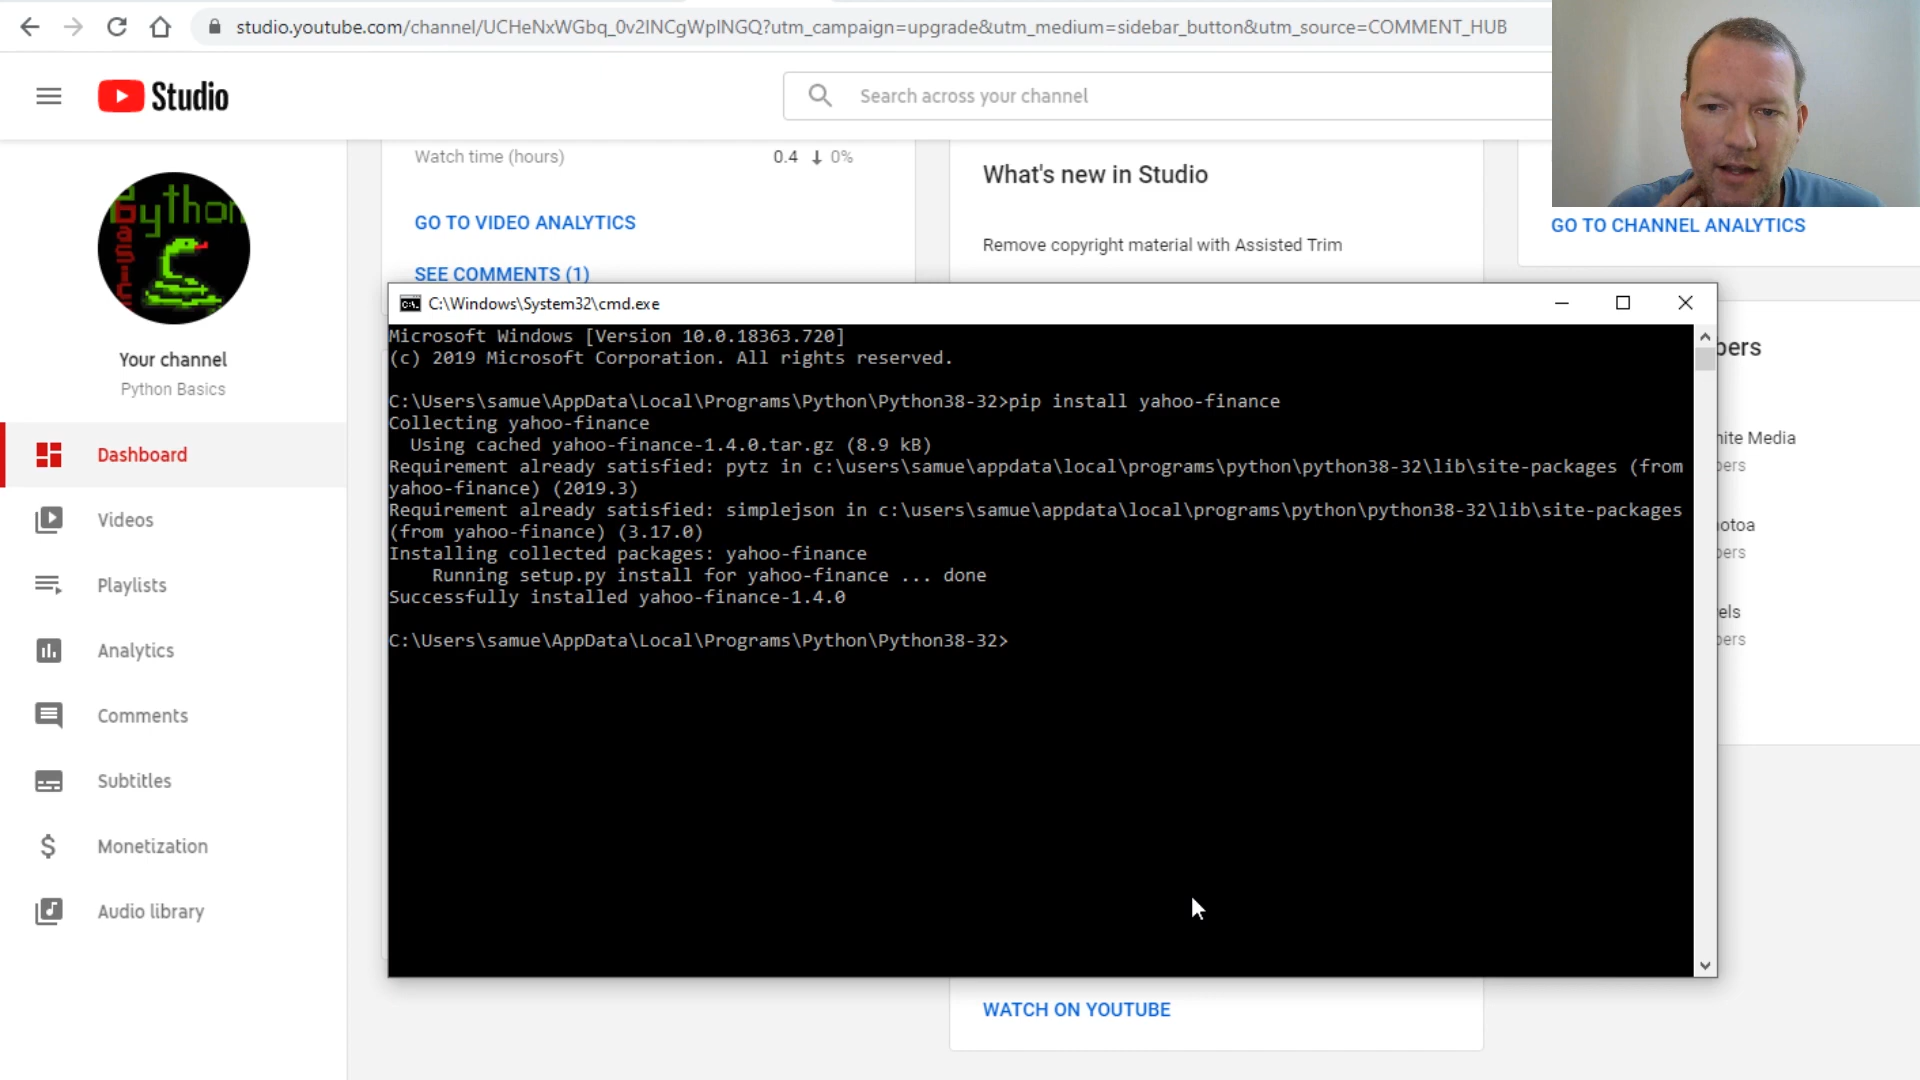 studio.youtube.com/channel/UCHeNxWGbq_0v2INCgWpINGQ?utm_campaign=upgrade&utm_medium=sidebar_button&utm_source=COMMENT_HUB
Studio
Search across your channel
Python
Your channel
Python Basics
Dashboard
Videos
Playlists
Analytics
Comments
Subtitles
Monetization
Audio library
Watch time (hours)
0.4 ↓ 0%
GO TO VIDEO ANALYTICS
SEE COMMENTS (1)
What's new in Studio
Remove copyright material with Assisted Trim
GO TO CHANNEL ANALYTICS
C:\Windows\System32\cmd.exe
Microsoft Windows [Version 10.0.18363.720]
(c) 2019 Microsoft Corporation. All rights reserved.
C:\Users\samue\AppData\Local\Programs\Python\Python38-32>pip install yahoo-finance
Collecting yahoo-finance
Using cached yahoo-finance-1.4.0.tar.gz (8.9 kB)
Requirement already satisfied: pytz in c:\users\samue\appdata\local\programs\python\python38-32\lib\site-packages (from
yahoo-finance) (2019.3)
Requirement already satisfied: simplejson in c:\users\samue\appdata\local\programs\python\python38-32\lib\site-packages
(from yahoo-finance) (3.17.0)
Installing collected packages: yahoo-finance
Running setup.py install for yahoo-finance ... done
Successfully installed yahoo-finance-1.4.0
C:\Users\samue\AppData\Local\Programs\Python\Python38-32>
bers
nite Media
bers
otoa
bers
els
bers
WATCH ON YOUTUBE